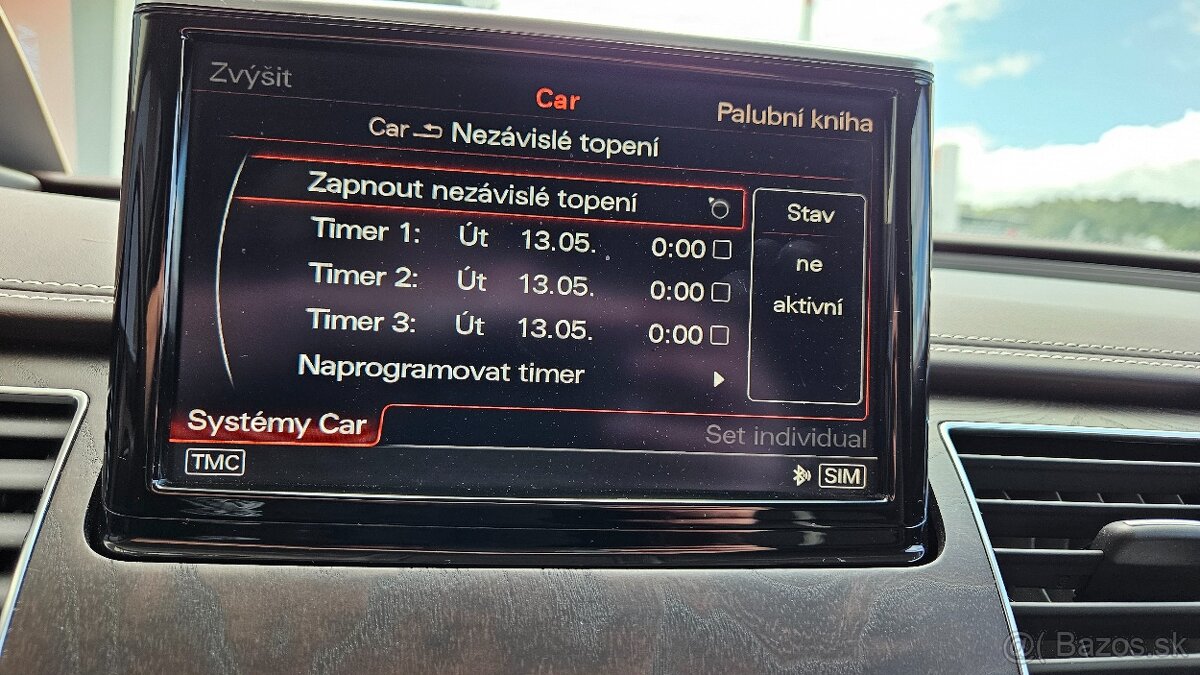 Zvýšit
Car
Palubní kniha
Car Nezávislé topení
Zapnout nezávislé topení
Timer 1: Út 13.05. 0:00
Timer 2: Út 13.05. 0:00
Timer 3: Út 13.05. 0:00
Naprogramovat timer
Stav
ne
aktivní
Systémy Car
Set individual
TMC
SIM
Bazos.sk